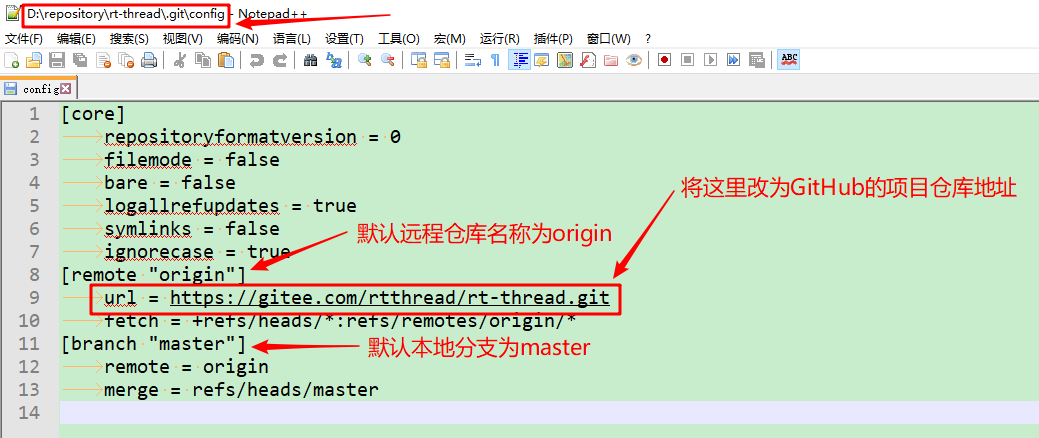 D:\repository\rt-thread\.git\config - Notepad++
文件(F) 编辑(E) 搜索(S) 视图(V) 编码(N) 语言(L) 设置(T) 工具(O) 宏(M) 运行(R) 插件(P) 窗口(W) ?
ABC
config
1 [core]
2 repositoryformatversion = 0
3 filemode = false
4 bare = false
将这里改为GitHub的项目仓库地址
5 logallrefupdates = true
6 symlinks = false
默认远程仓库名称为origin
7 ignorecase = true
8 [remote "origin"]
9 url = https://gitee.com/rtthread/rt-thread.git
10 fetch = +refs/heads/*:refs/remotes/origin/*
11 [branch "master"]
默认本地分支为master
12 remote = origin
13 merge = refs/heads/master
14